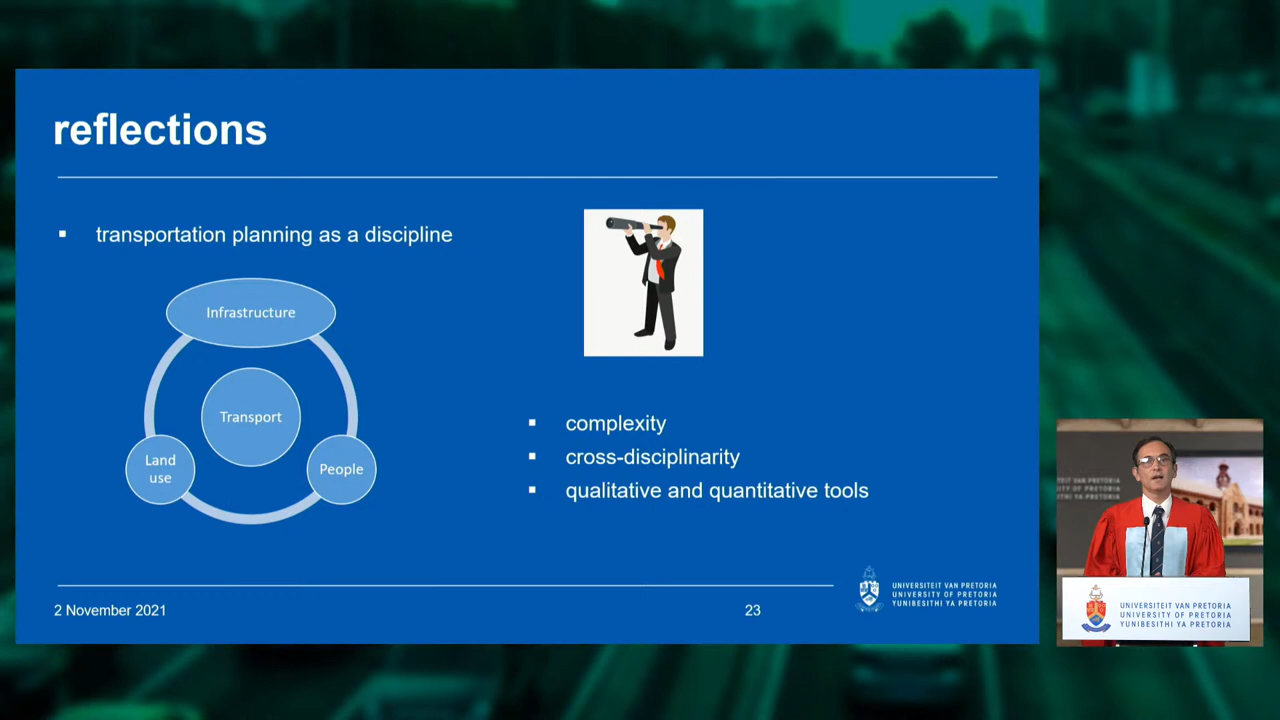 reflections
▪ transportation planning as a discipline
Infrastructure
Transport
Land
use
People
▪ complexity
▪ cross-disciplinarity
▪ qualitative and quantitative tools
2 November 2021
23
UNIVERSITEIT VAN PRETORIA
UNIVERSITY OF PRETORIA
YUNIBESITHI YA PRETORIA
UNIVERSITEIT VAN PRETORIA
UNIVERSITY OF PRETORIA
YUNIBESITHI YA PRETORIA